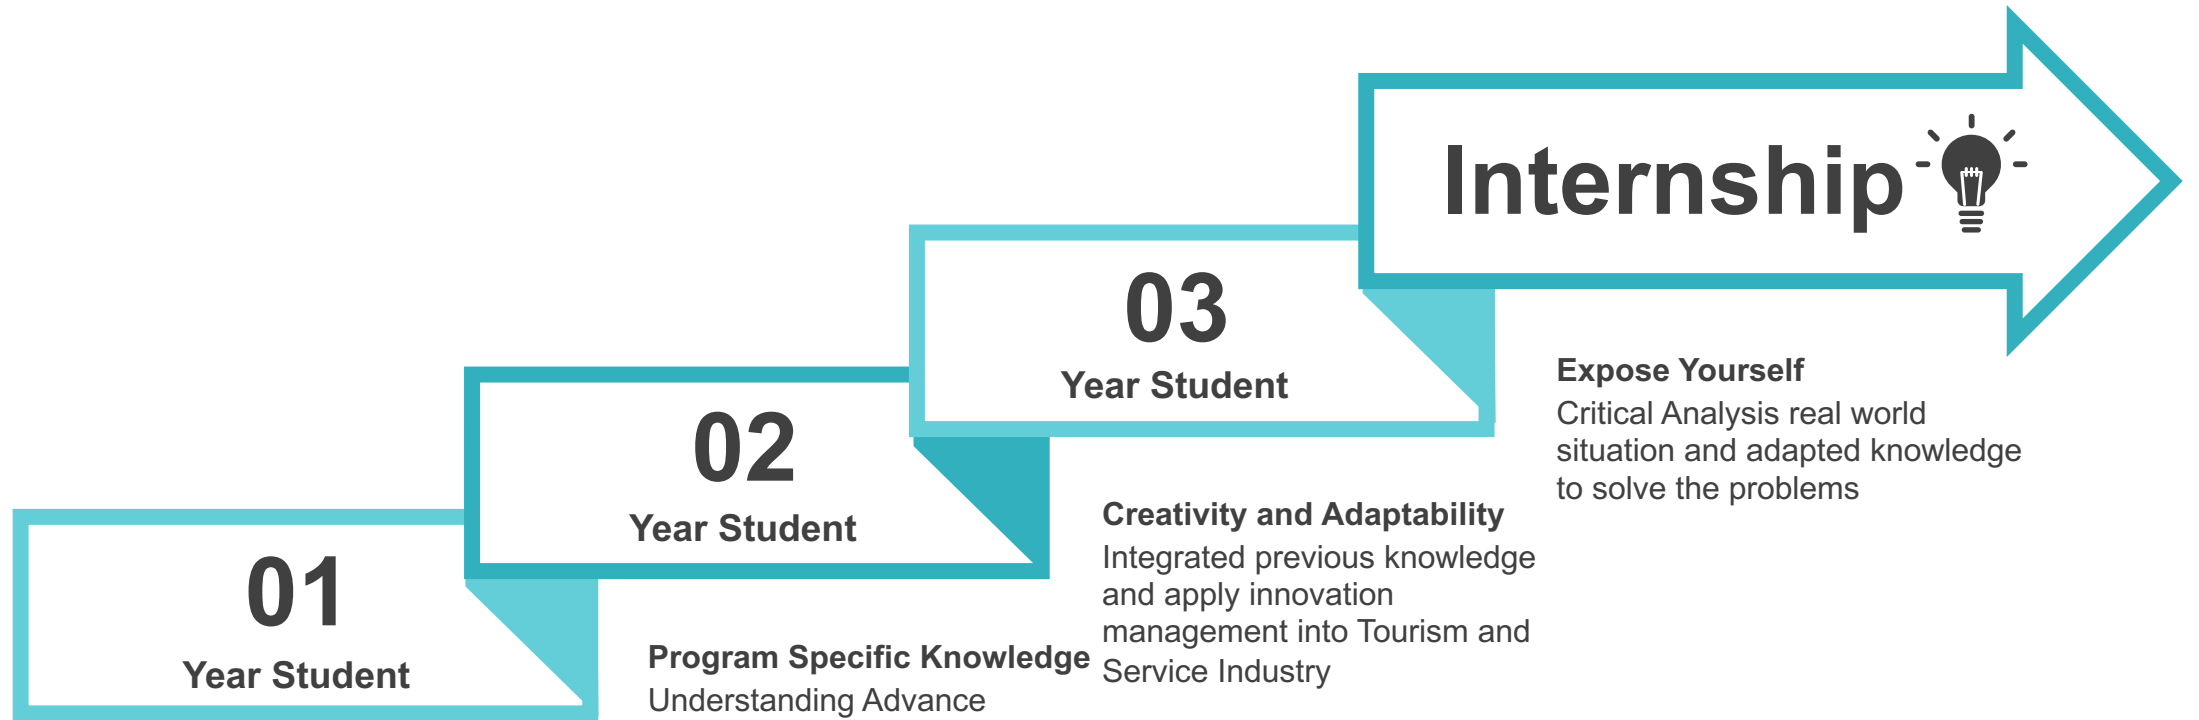 Internship
03
Year Student
Expose Yourself
Critical Analysis real world
situation and adapted knowledge
to solve the problems
02
Year Student
Creativity and Adaptability
Integrated previous knowledge
and apply innovation
management into Tourism and
Service Industry
01
Year Student
Program Specific Knowledge
Understanding Advance